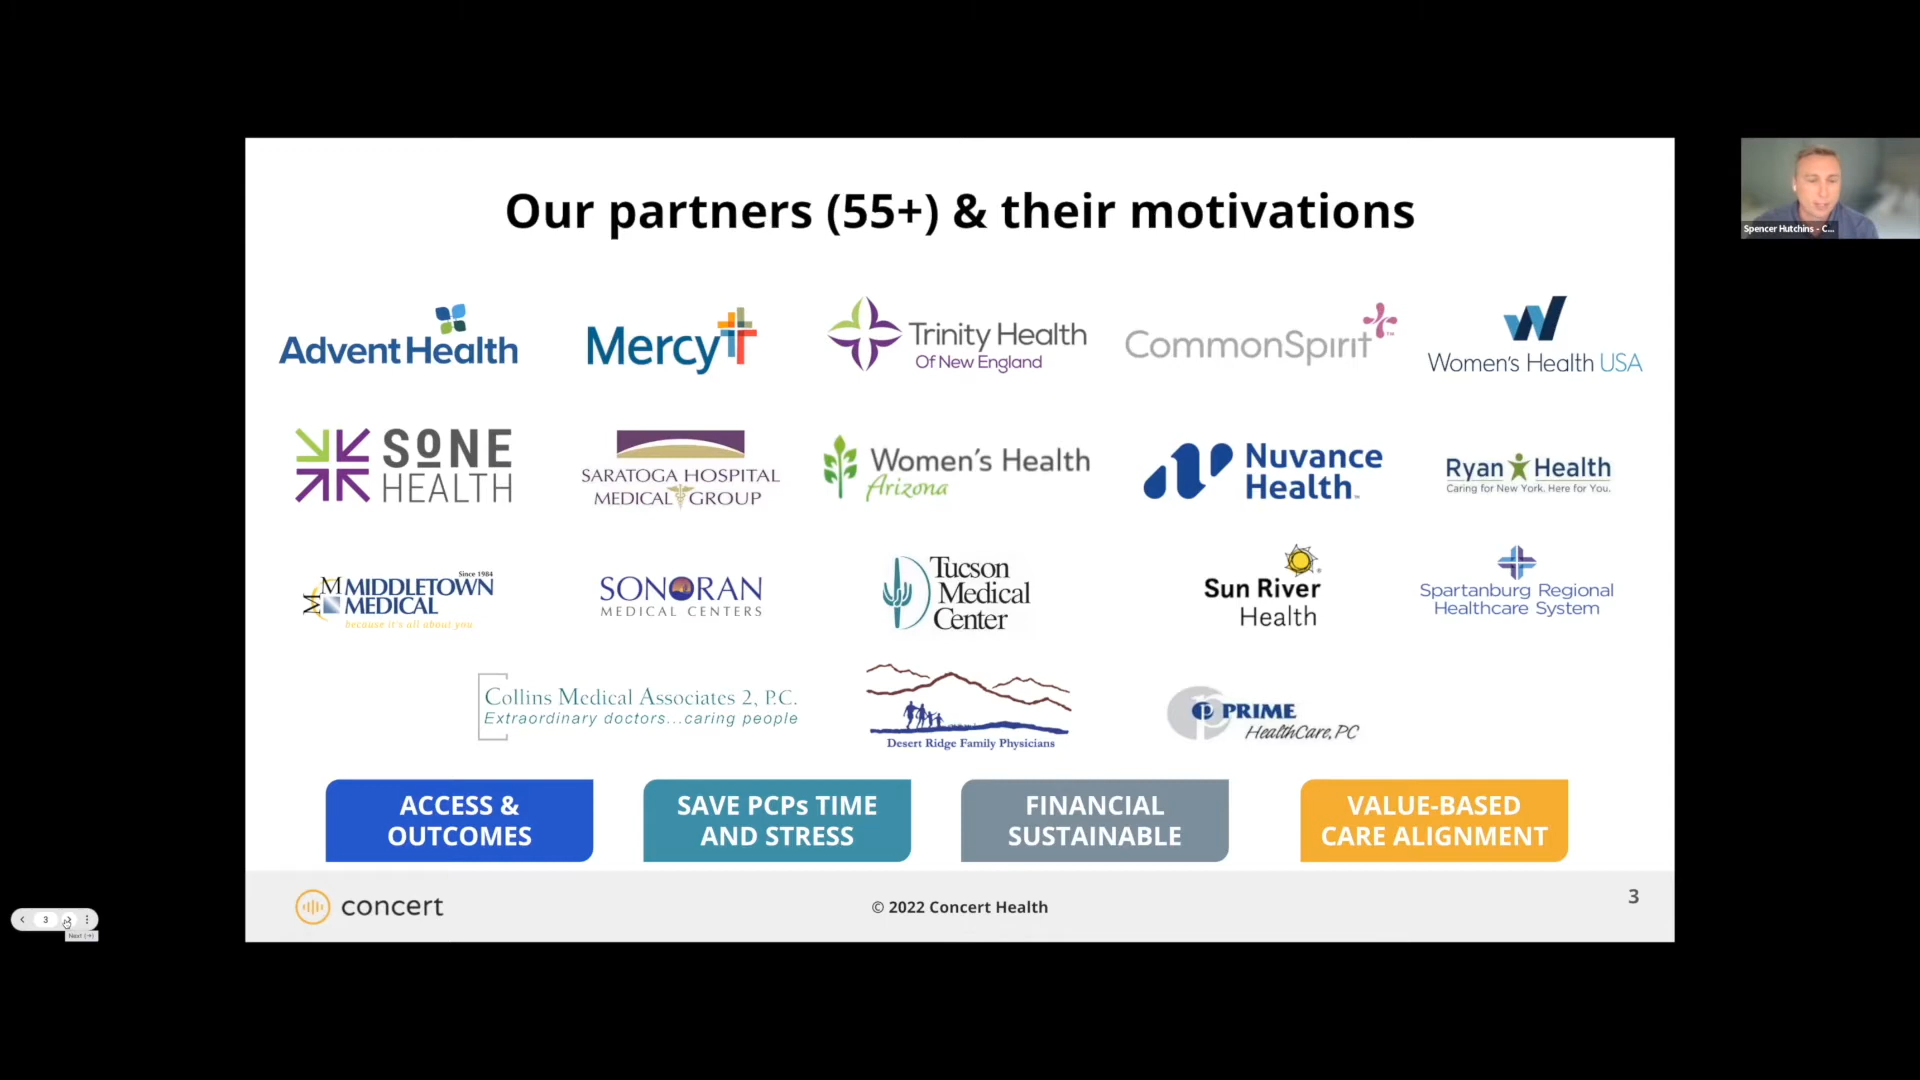 Our partners (55+) & their motivations
AdventHealth
Mercy
Trinity Health
Of New England
CommonSpirit™
Women's Health USA
SoNE
HEALTH
SARATOGA HOSPITAL
MEDICAL GROUP
Women's Health
Arizona
Nuvance
Health™
Ryan Health
Caring for New York. Here for You.
Since 1984
MIDDLETOWN
MEDICAL
because it's all about you
SONORAN
MEDICAL CENTERS
Tucson
Medical
Center
Sun River
Health
Spartanburg Regional
Healthcare System
Collins Medical Associates 2, P.C.
Extraordinary doctors...caring people
Desert Ridge Family Physicians
PRIME
HealthCare, PC
ACCESS &
OUTCOMES
SAVE PCPs TIME
AND STRESS
FINANCIAL
SUSTAINABLE
VALUE-BASED
CARE ALIGNMENT
concert
© 2022 Concert Health
3
Spencer Hutchins - C...
3
Next (→)